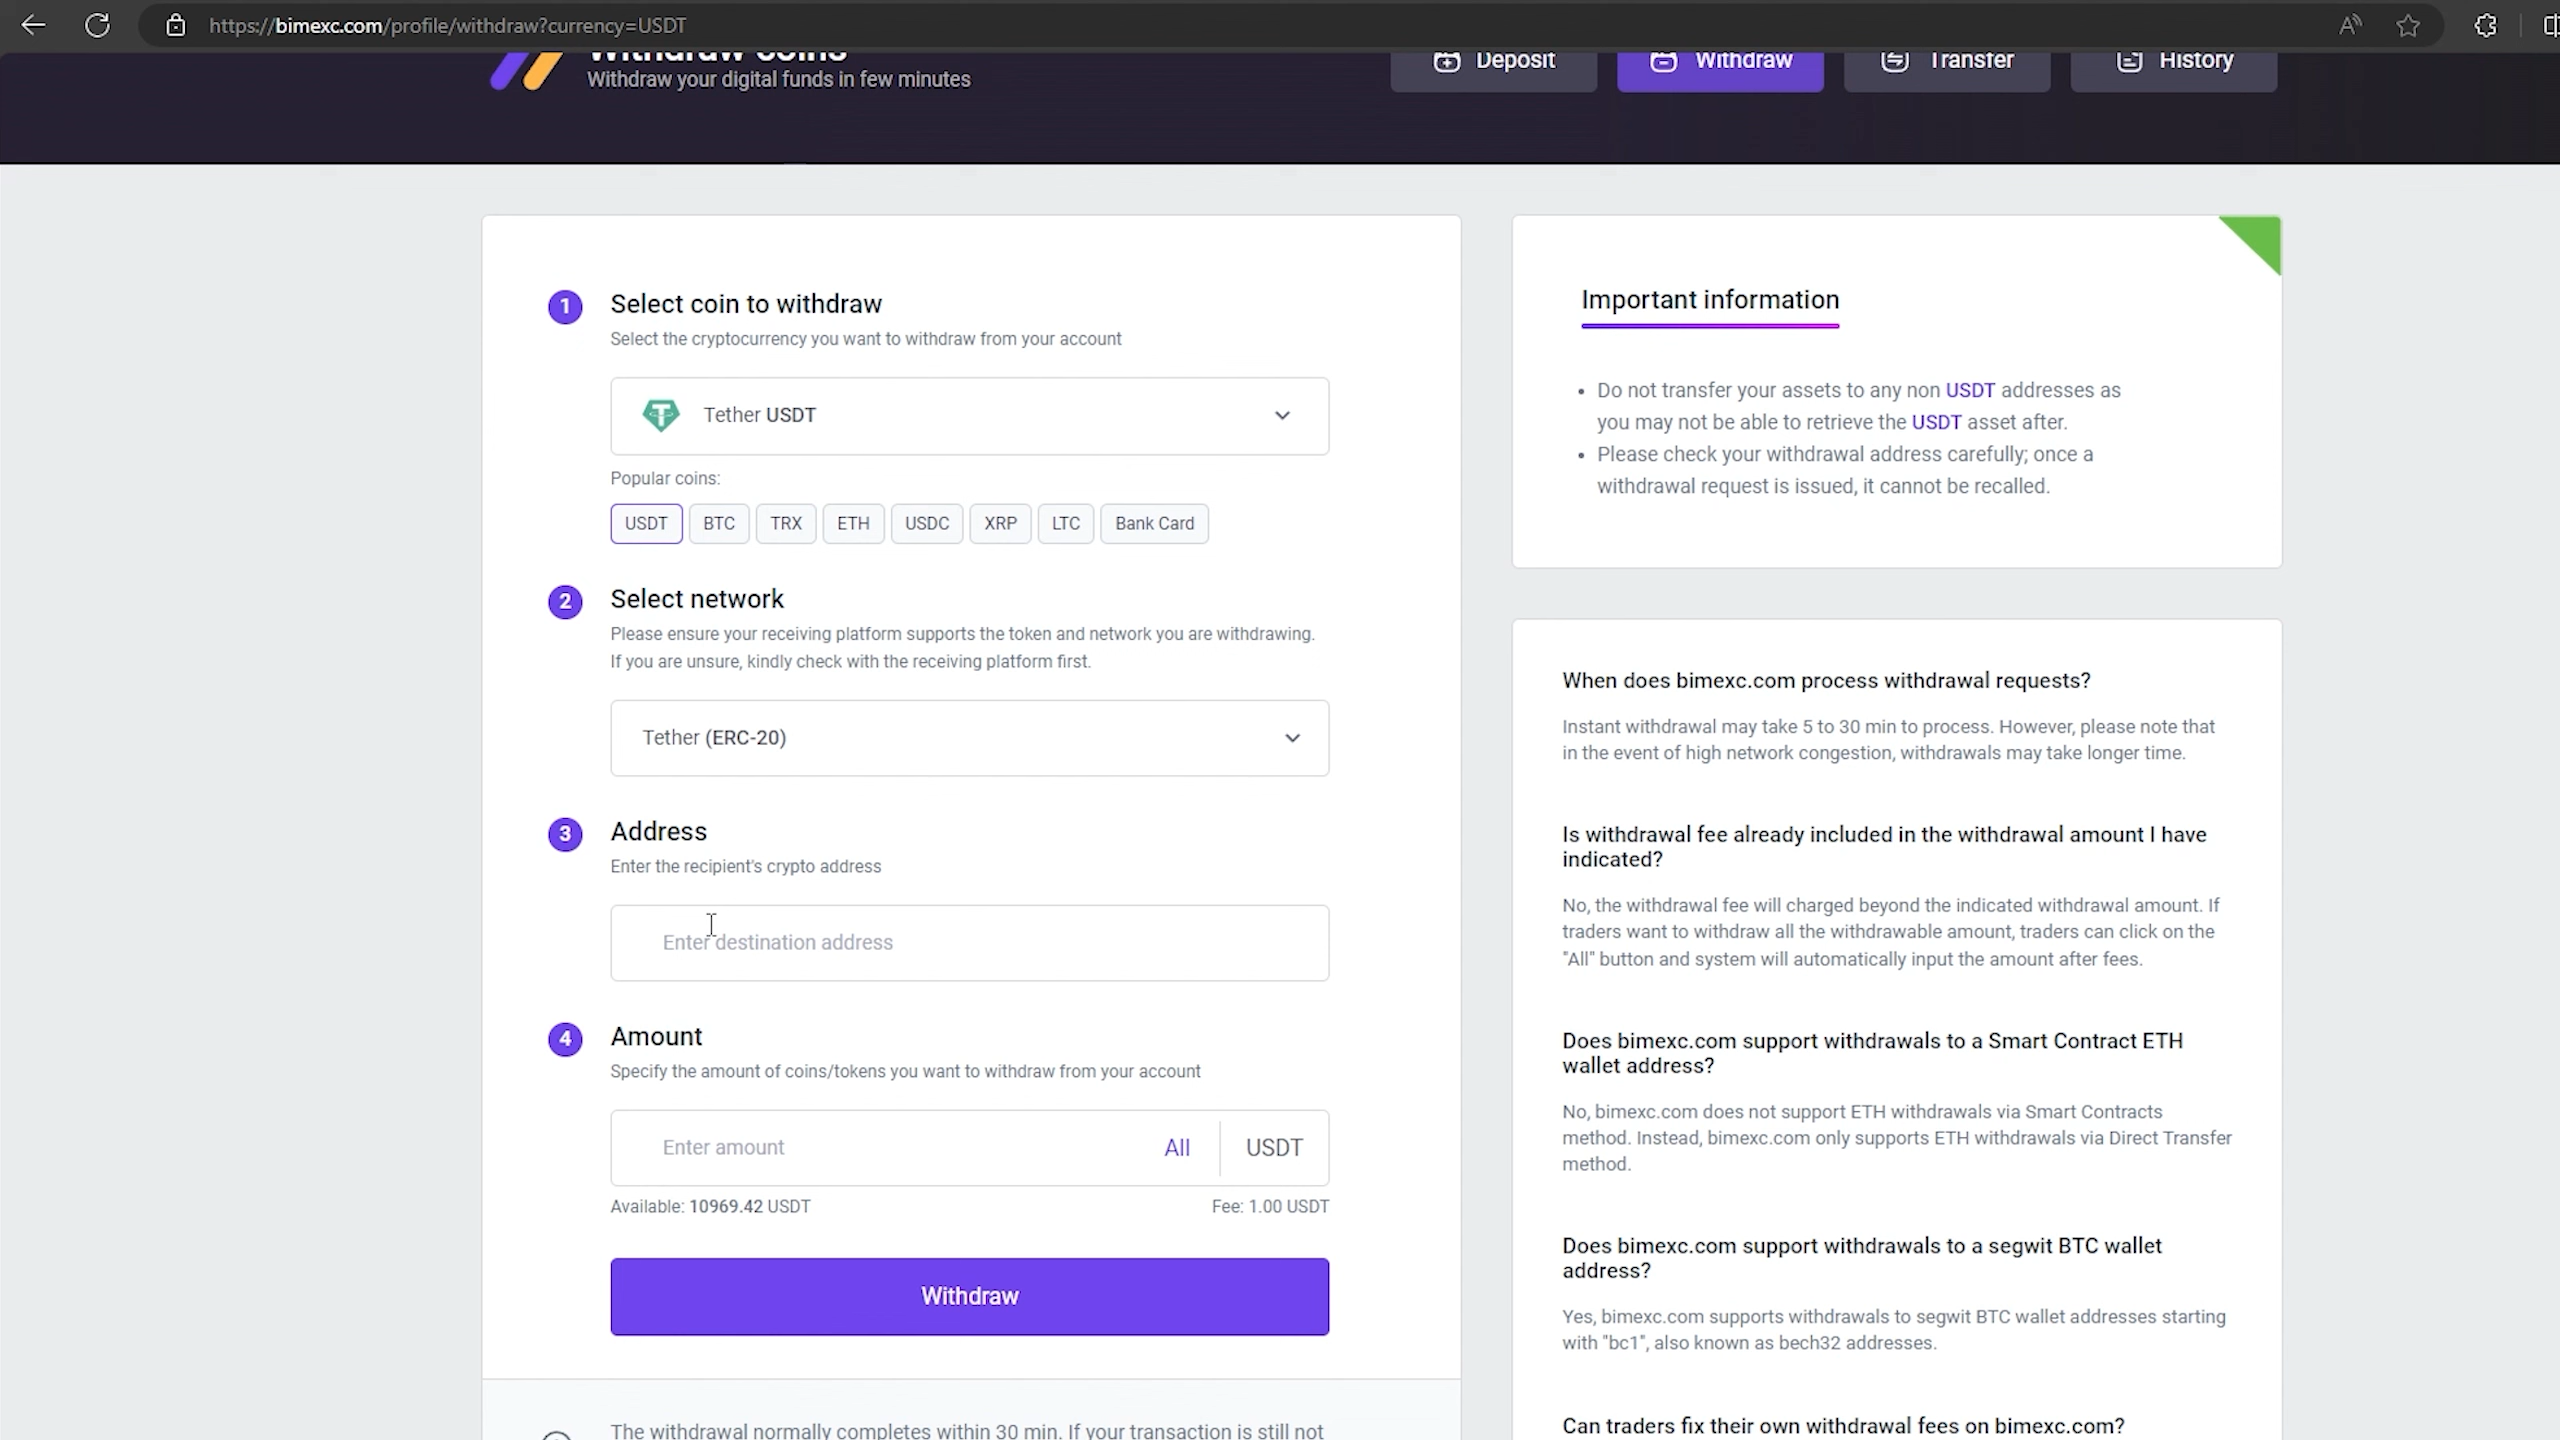 https://bimexc.com/profile/withdraw?currency=USDT
Withdraw coins
Withdraw your digital funds in few minutes
Deposit
Withdraw
Transfer
History
1
Select coin to withdraw
Select the cryptocurrency you want to withdraw from your account
Tether USDT
Popular coins:
USDT
BTC
TRX
ETH
USDC
XRP
LTC
Bank Card
2
Select network
Please ensure your receiving platform supports the token and network you are withdrawing.
If you are unsure, kindly check with the receiving platform first.
Tether (ERC-20)
3
Address
Enter the recipient's crypto address
Enter destination address
4
Amount
Specify the amount of coins/tokens you want to withdraw from your account
Enter amount
All
USDT
Available: 10969.42 USDT
Fee: 1.00 USDT
Withdraw
The withdrawal normally completes within 30 min. If your transaction is still not
Important information
• Do not transfer your assets to any non USDT addresses as
you may not be able to retrieve the USDT asset after.
• Please check your withdrawal address carefully; once a
withdrawal request is issued, it cannot be recalled.
When does bimexc.com process withdrawal requests?
Instant withdrawal may take 5 to 30 min to process. However, please note that
in the event of high network congestion, withdrawals may take longer time.
Is withdrawal fee already included in the withdrawal amount I have
indicated?
No, the withdrawal fee will charged beyond the indicated withdrawal amount. If
traders want to withdraw all the withdrawable amount, traders can click on the
"All" button and system will automatically input the amount after fees.
Does bimexc.com support withdrawals to a Smart Contract ETH
wallet address?
No, bimexc.com does not support ETH withdrawals via Smart Contracts
method. Instead, bimexc.com only supports ETH withdrawals via Direct Transfer
method.
Does bimexc.com support withdrawals to a segwit BTC wallet
address?
Yes, bimexc.com supports withdrawals to segwit BTC wallet addresses starting
with "bc1", also known as bech32 addresses.
Can traders fix their own withdrawal fees on bimexc.com?